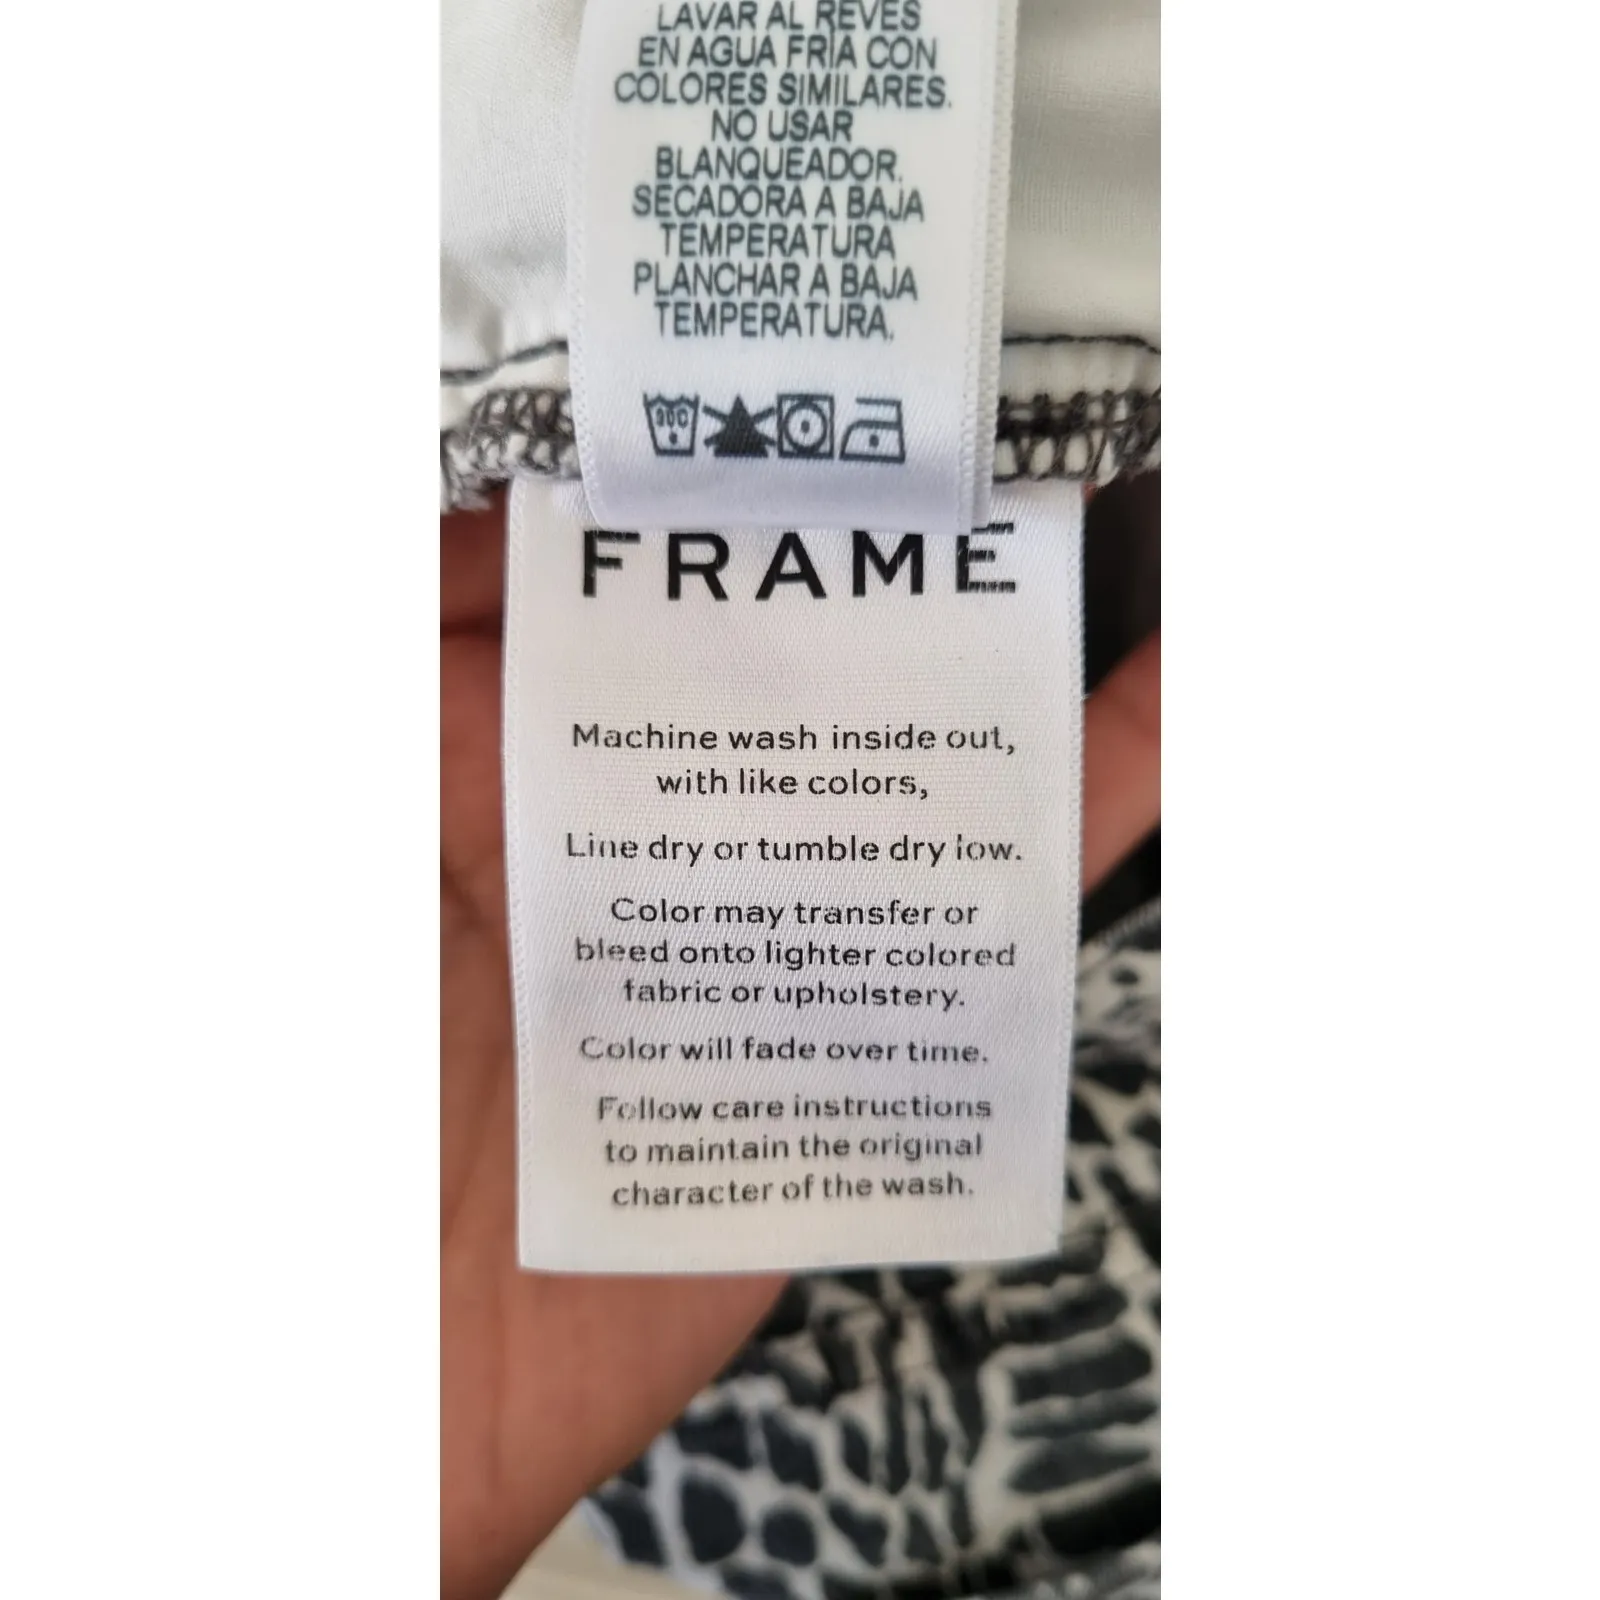 LAVAR AL REVES
EN AGUA FRIA CON
COLORES SIMILARES.
NO USAR
BLANQUEADOR.
SECADORA A BAJA
TEMPERATURA
PLANCHAR A BAJA
TEMPERATURA.
30C
FRAME
Machine wash inside out,
with like colors,
Line dry or tumble dry low.
Color may transfer or
bleed onto lighter colored
fabric or upholstery.
Color will fade over time.
Follow care instructions
to maintain the original
character of the wash.